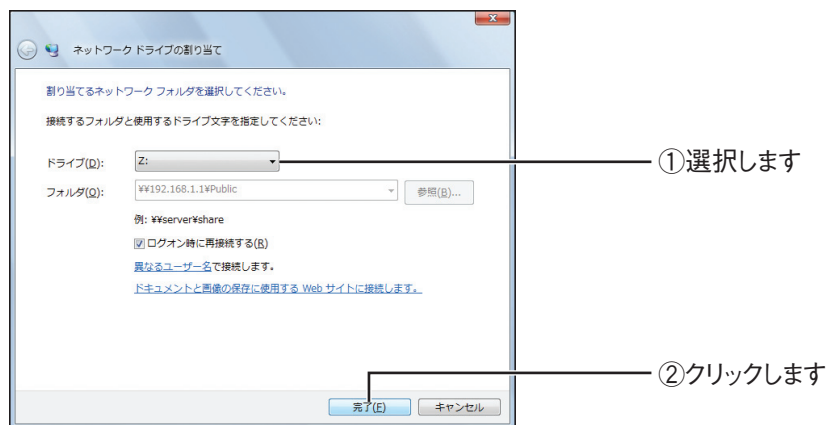 ネットワーク ドライブの割り当て
割り当てるネットワーク フォルダを選択してください。
接続するフォルダと使用するドライブ文字を指定してください:
ドライブ(D): Z:
①選択します
フォルダ(O): ¥¥192.168.1.1¥Public 参照(B)...
例: ¥¥server¥share
ログオン時に再接続する(R)
異なるユーザー名で接続します。
ドキュメントと画像の保存に使用する Web サイトに接続します。
②クリックします
完了(F) キャンセル